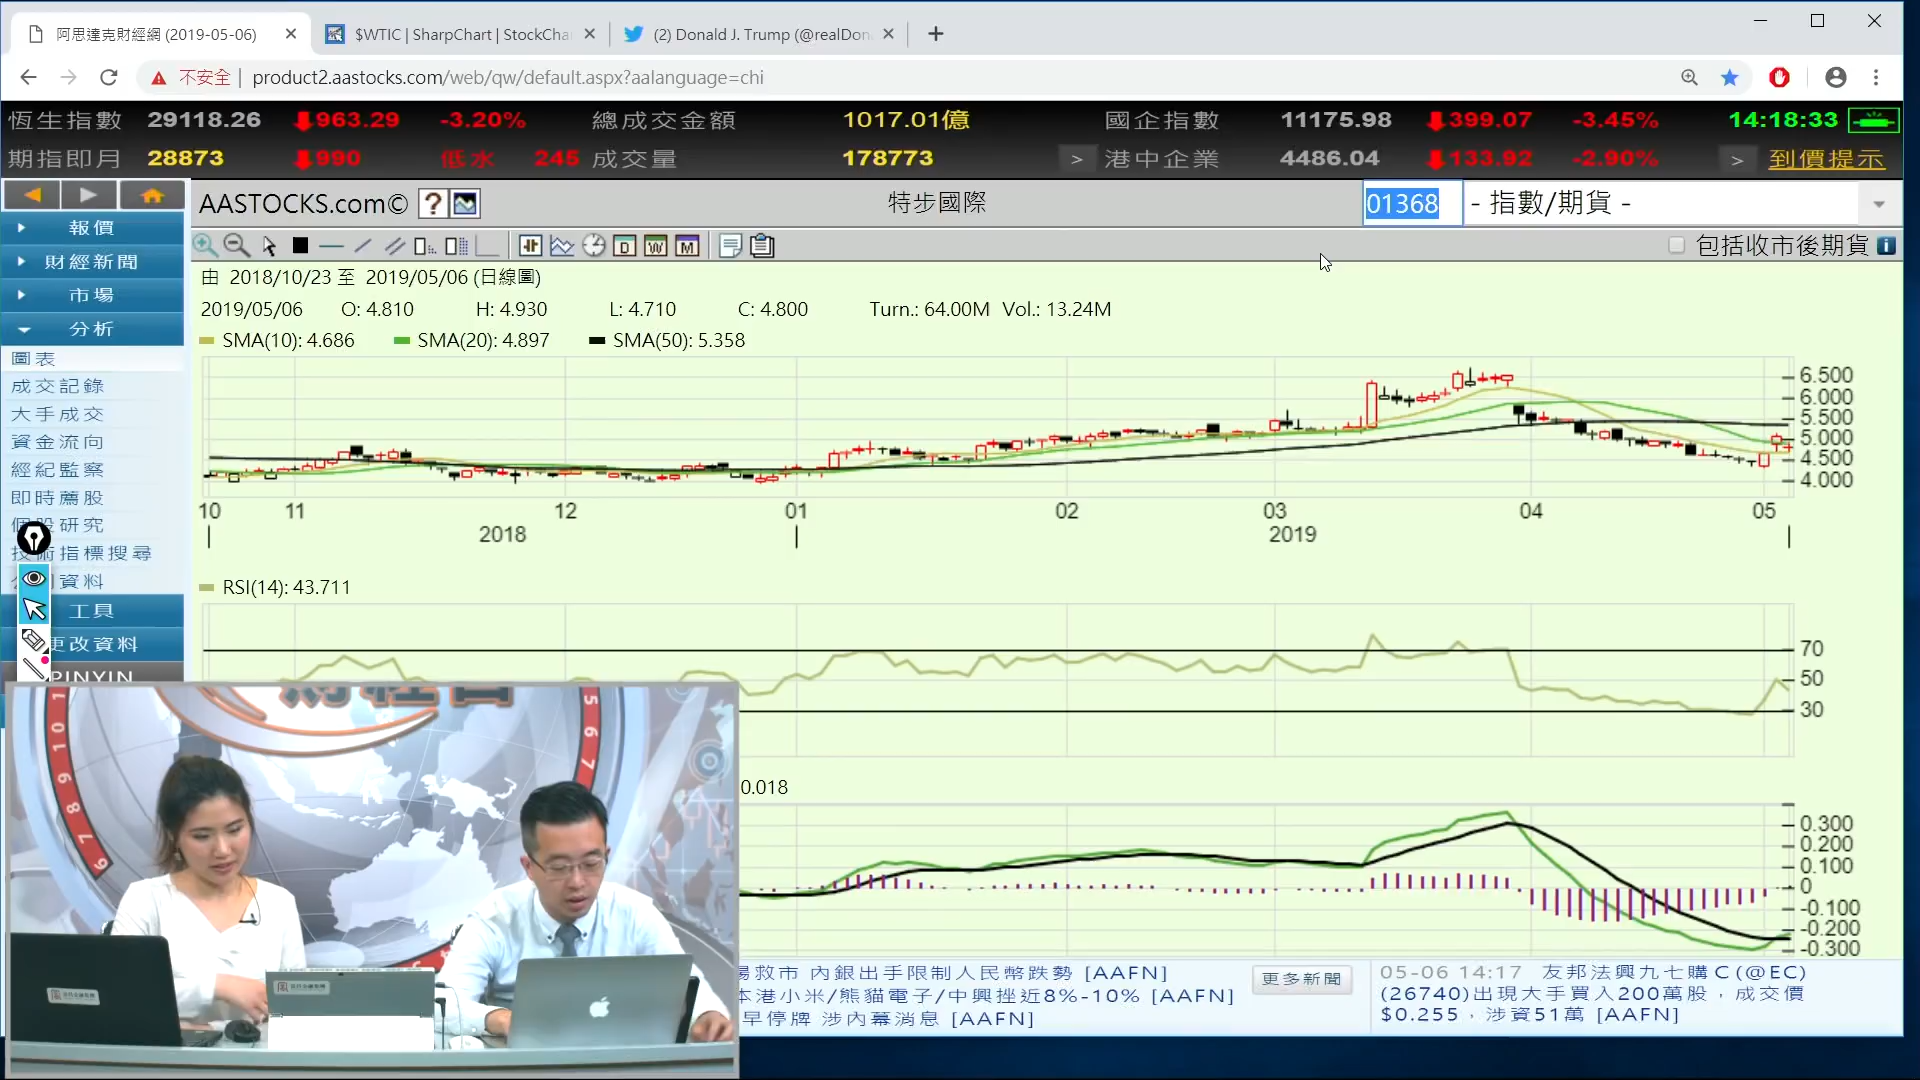 阿思達克財經網 (2019-05-06)
$WTIC | SharpChart | StockCha
(2) Donald J. Trump (@realDon
不安全 | product2.aastocks.com/web/qw/default.aspx?aalanguage=chi
恆生指數 29118.26 963.29 -3.20% 總成交金額 1017.01億 國企指數 11175.98 399.07 -3.45% 14:18:33
期指即月 28873 990 低水 245 成交量 178773 > 港中企業 4486.04 133.92 -2.90% > 到價提示
AASTOCKS.com© ? 特步國際 01368 - 指數/期貨 -
D W M 包括收市後期貨 i
報價
財經新聞
市場
分析
圖表
成交記錄
大手成交
資金流向
經紀監察
即時薦股
股研究
技術指標搜尋
資料
工具
更改資料
PINYIN
由 2018/10/23 至 2019/05/06 (日線圖)
2019/05/06 O: 4.810 H: 4.930 L: 4.710 C: 4.800 Turn.: 64.00M Vol.: 13.24M
SMA(10): 4.686 SMA(20): 4.897 SMA(50): 5.358
6.500
6.000
5.500
5.000
4.500
4.000
10 11 12 01 02 03 04 05
2018 2019
RSI(14): 43.711
70
50
30
0.018
0.300
0.200
0.100
0
-0.100
-0.200
-0.300
救市 內銀出手限制人民幣跌勢 [AAFN]
本港小米/熊貓電子/中興挫近8%-10% [AAFN]
早停牌 涉內幕消息 [AAFN]
更多新聞
05-06 14:17 友邦法興九七購C(@EC)
(26740)出現大手買入200萬股，成交價
$0.255，涉資51萬 [AAFN]
10 9 8 7 6
5 6 7